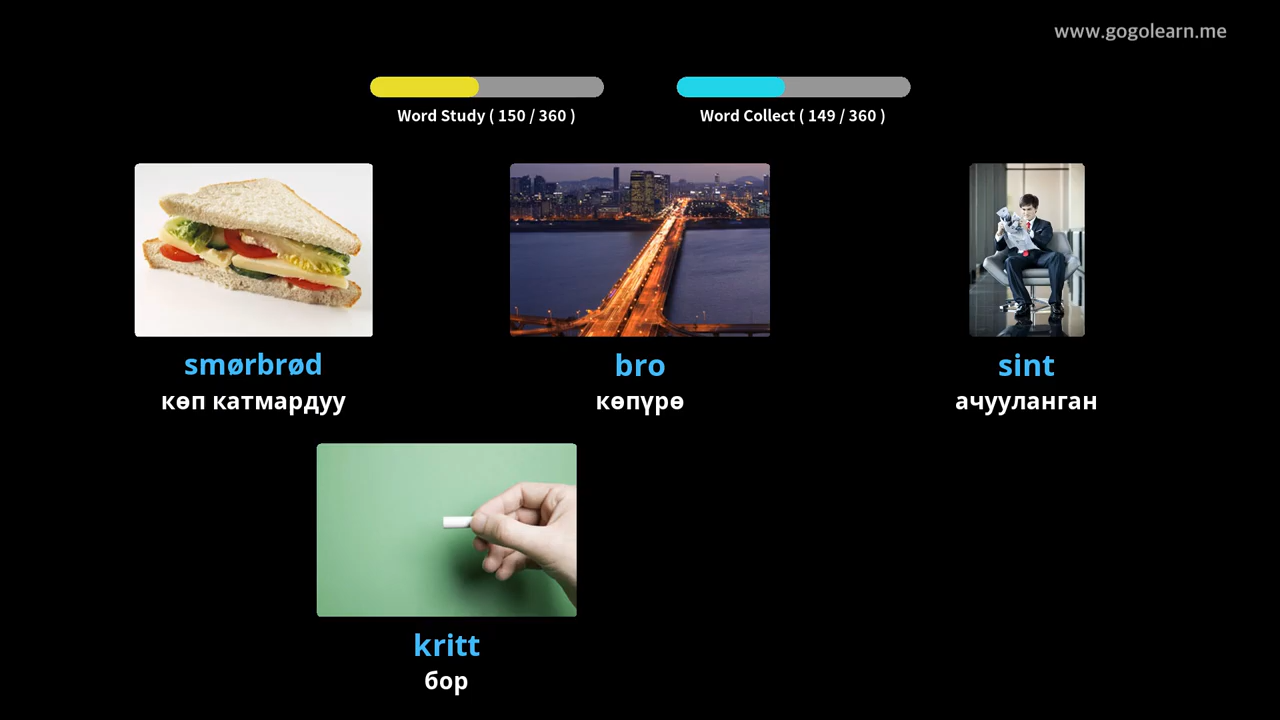 www.gogolearn.me
Word Study ( 150 / 360 )
Word Collect ( 149 / 360 )
smørbrød
көп катмардуу
bro
көпүрө
sint
ачууланган
kritt
бор